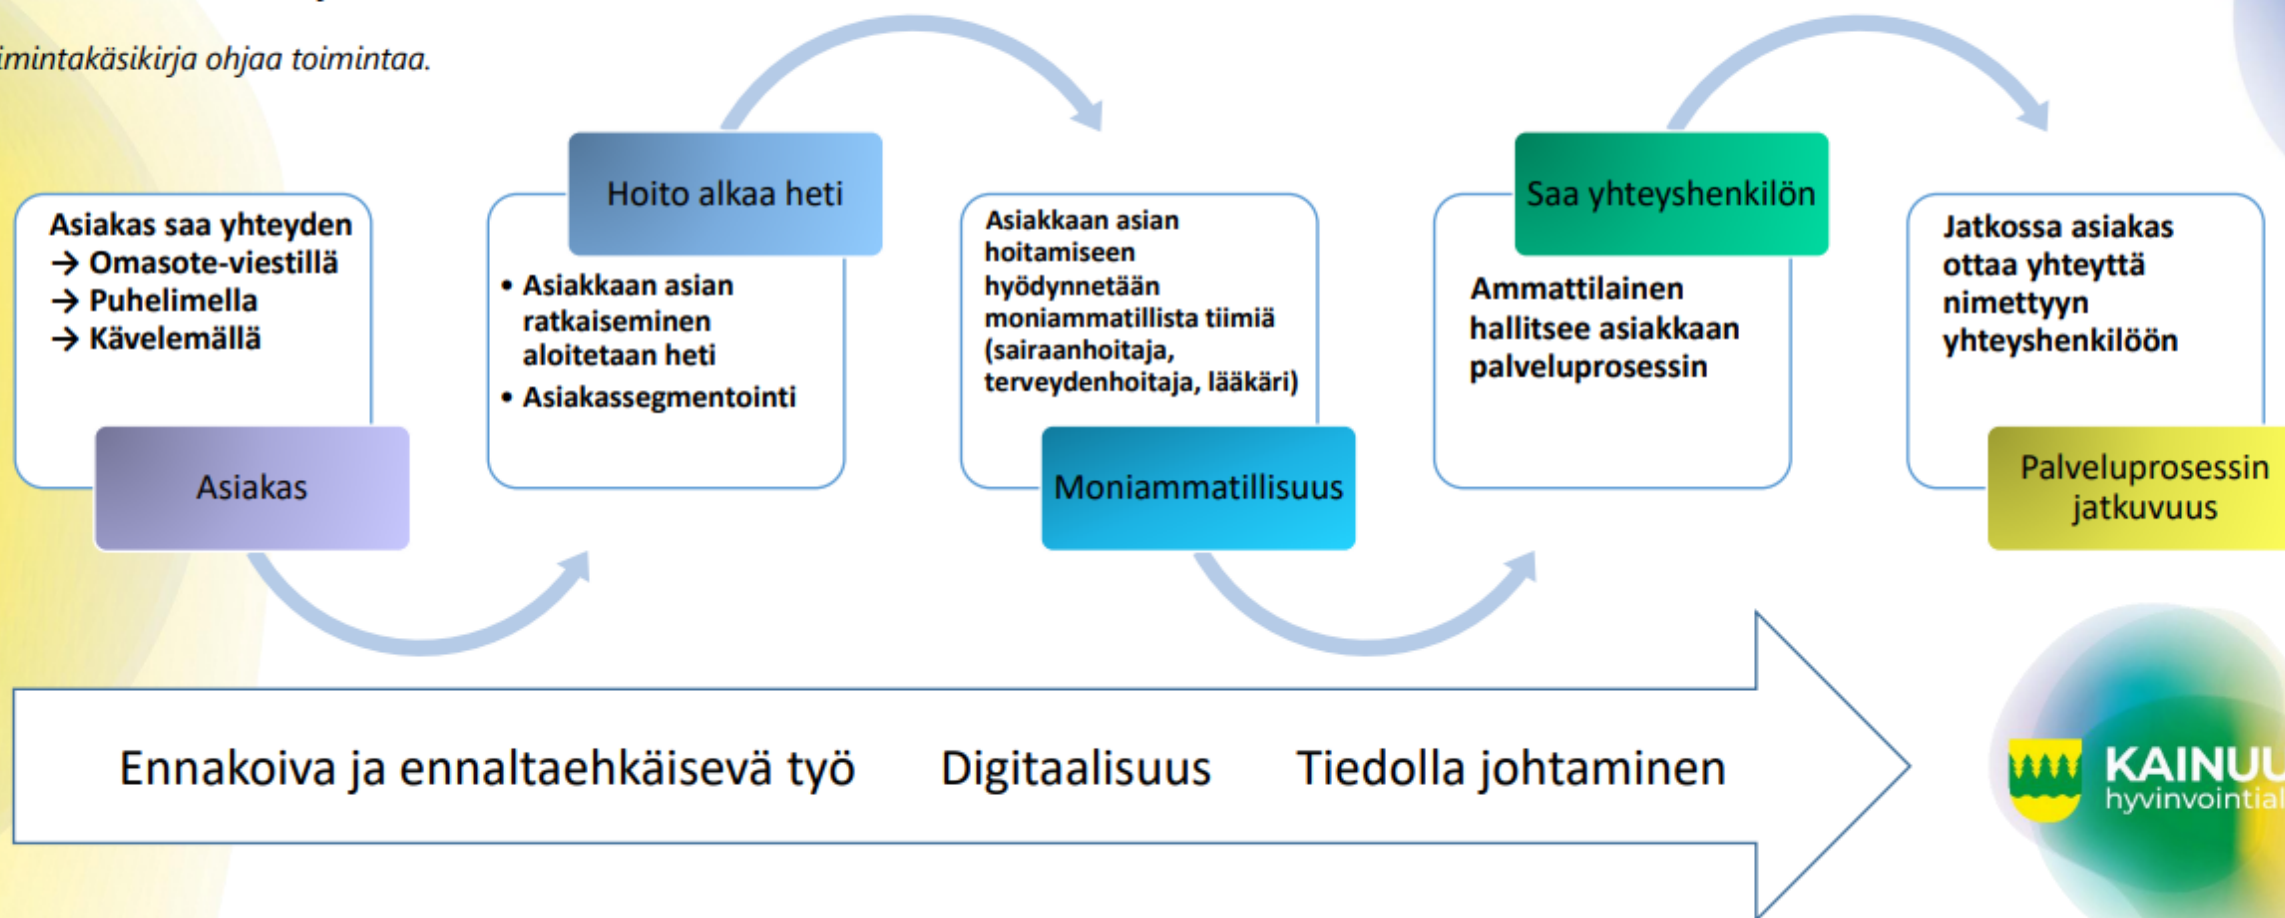 imintakäsikirja ohjaa toimintaa.
Asiakas saa yhteyden
→ Omasote-viestillä
→ Puhelimella
→ Kävelemällä
Asiakas
Hoito alkaa heti
• Asiakkaan asian
ratkaiseminen
aloitetaan heti
• Asiakassegmentointi
Asiakkaan asian
hoitamiseen
hyödynnetään
moniammatillista tiimiä
(sairaanhoitaja,
terveydenhoitaja, lääkäri)
Moniammatillisuus
Saa yhteyshenkilön
Ammattilainen
hallitsee asiakkaan
palveluprosessin
Jatkossa asiakas
ottaa yhteyttä
nimettyyn
yhteyshenkilöön
Palveluprosessin
jatkuvuus
Ennakoiva ja ennaltaehkäisevä työ Digitaalisuus Tiedolla johtaminen
KAINUU
hyvinvointial